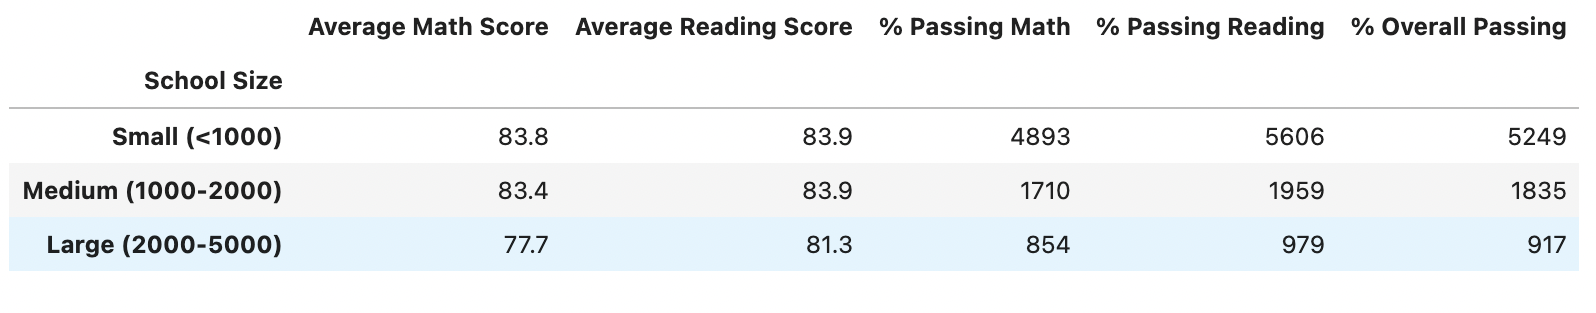 Average Math Score Average Reading Score % Passing Math % Passing Reading % Overall Passing
School Size
Small (<1000) 83.8 83.9 4893 5606 5249
Medium (1000-2000) 83.4 83.9 1710 1959 1835
Large (2000-5000) 77.7 81.3 854 979 917